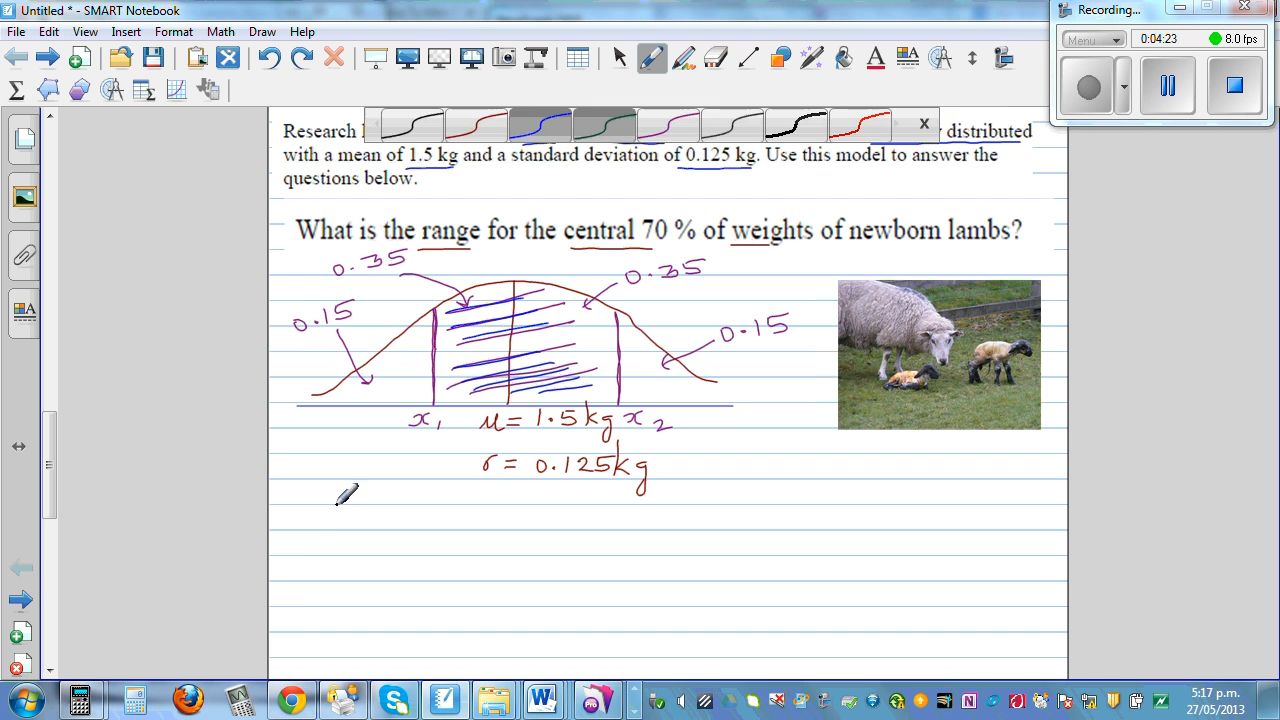 Untitled * - SMART Notebook
Recording...
File Edit View Insert Format Math Draw Help
Menu
0:04:23
8.0 fps
Research
distributed
with a mean of 1.5 kg and a standard deviation of 0.125 kg. Use this model to answer the
questions below.
What is the range for the central 70 % of weights of newborn lambs?
0.35
0.35
0.15
0.15
x1
μ = 1.5 kg
x2
σ = 0.125 kg
5:17 p.m.
27/05/2013